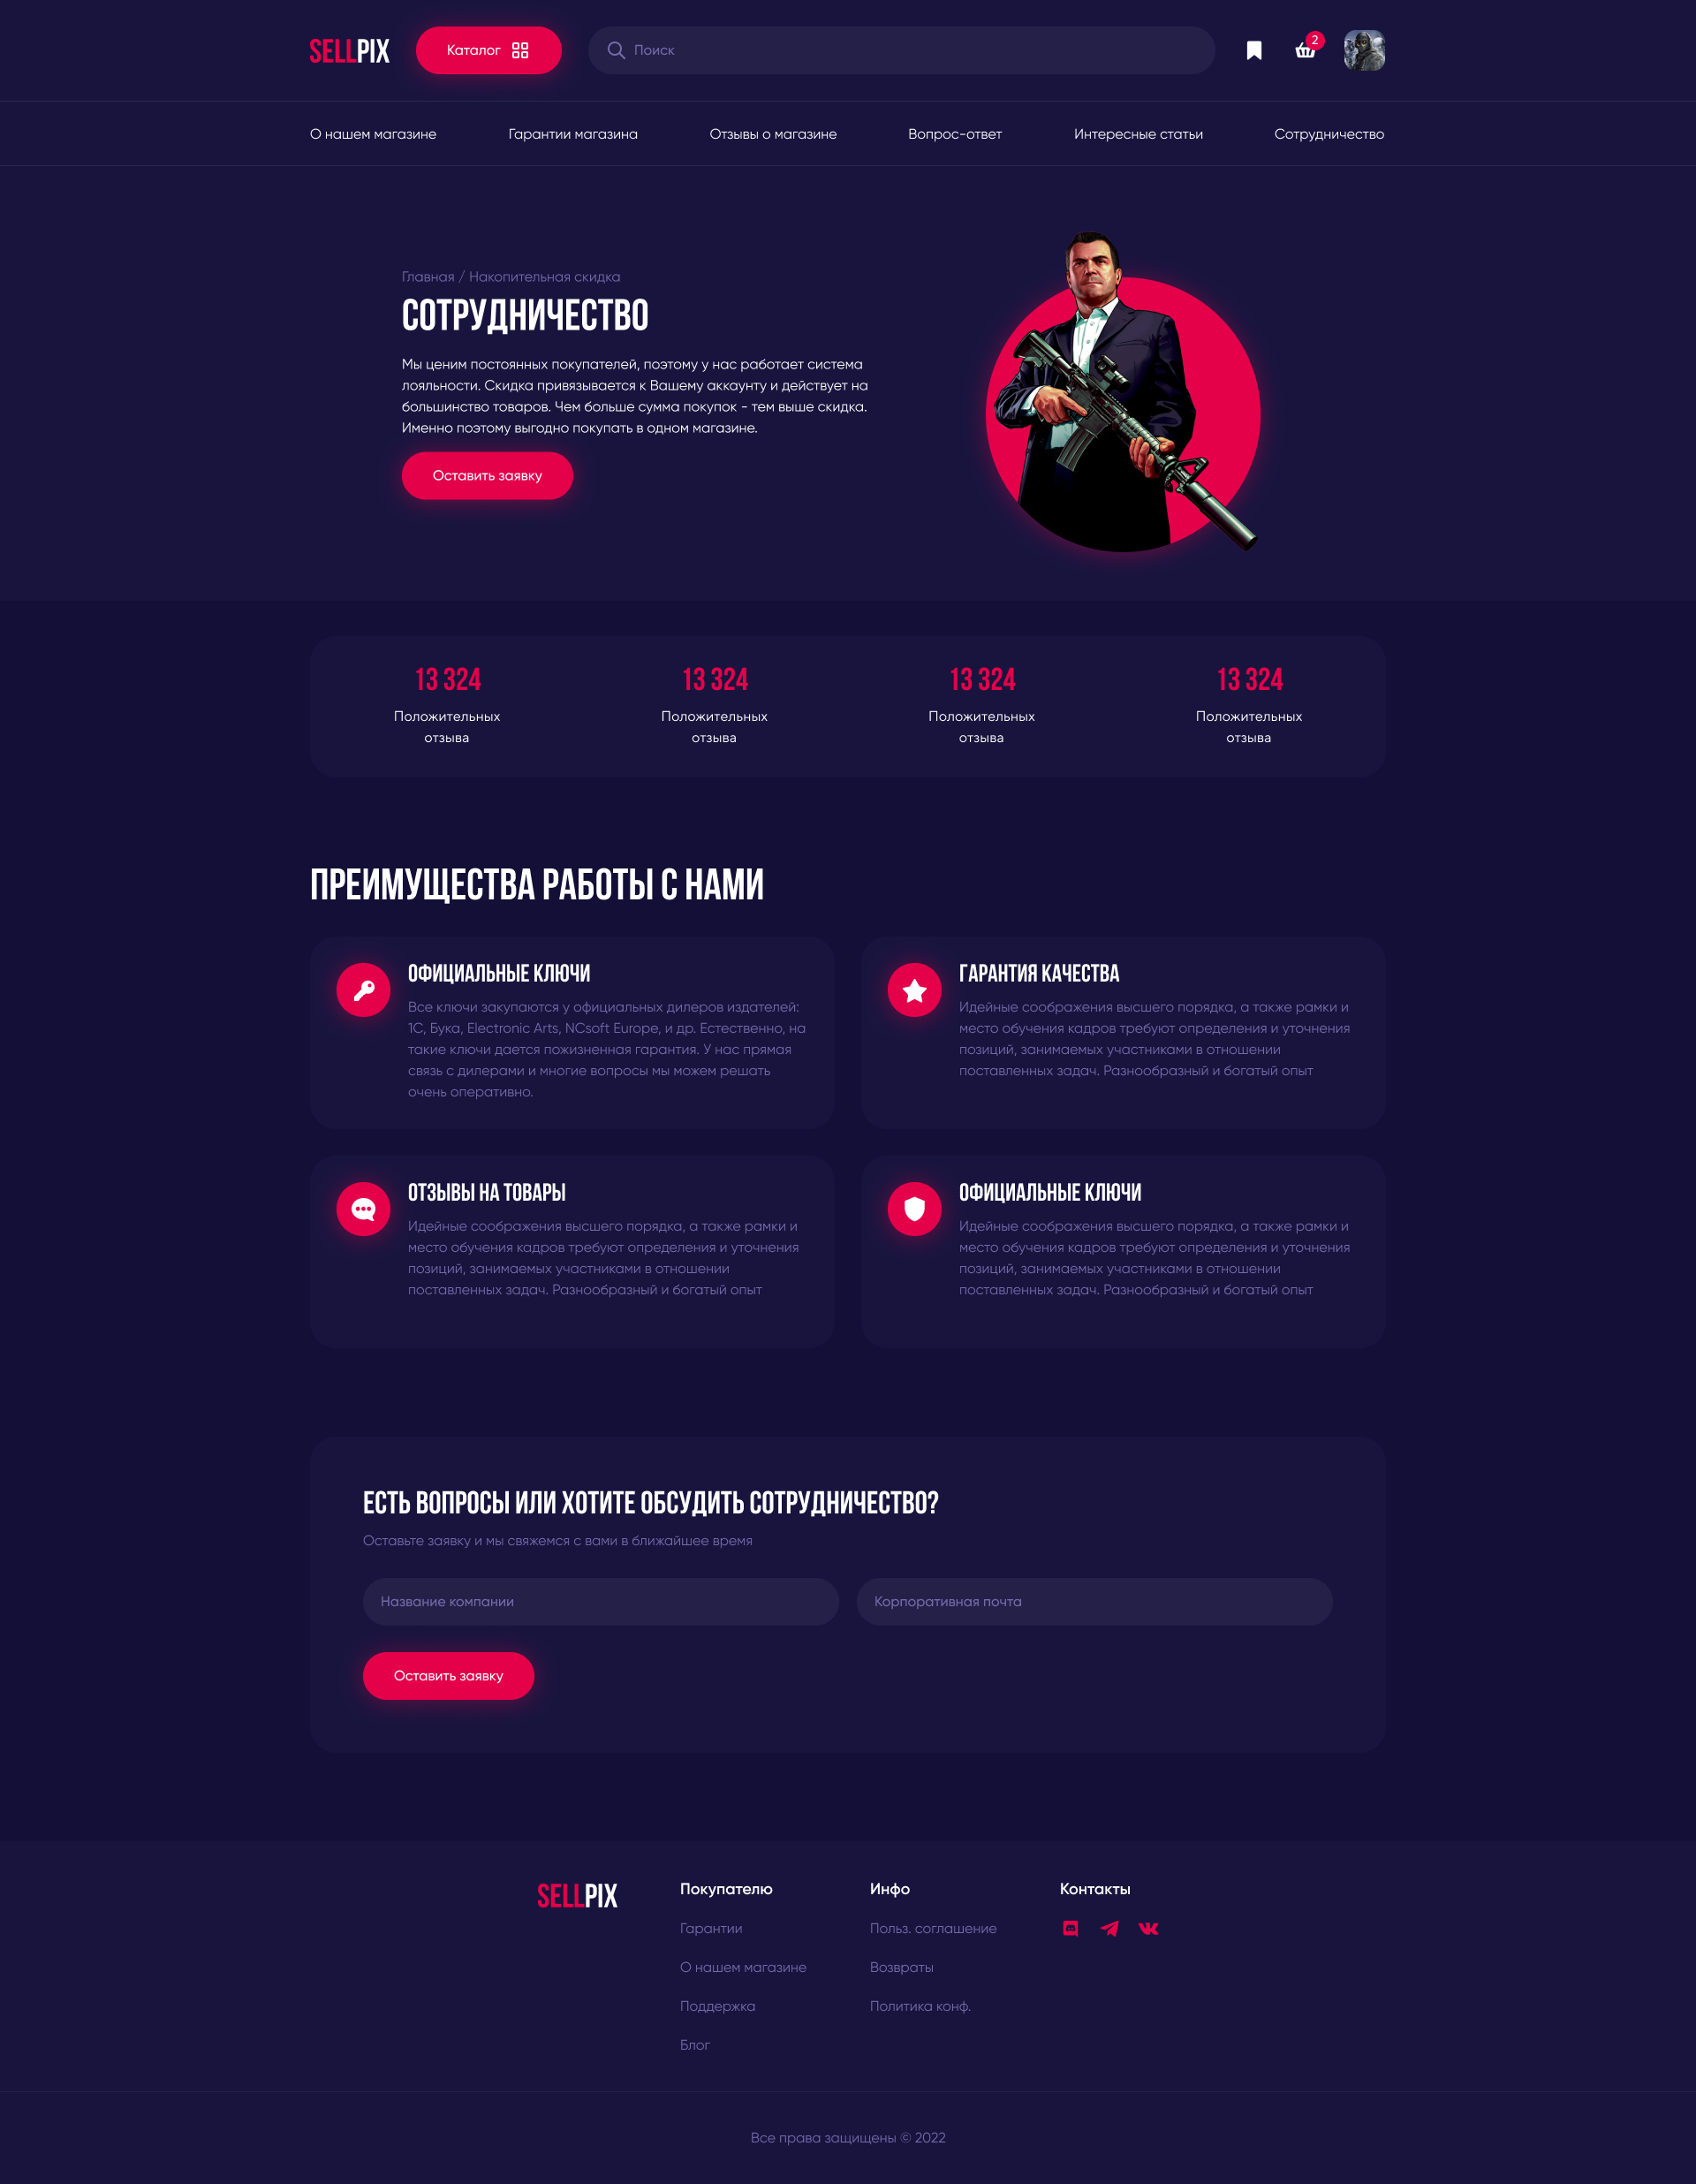 SELLPIX
Каталог
Поиск
2
О нашем магазине
Гарантии магазина
Отзывы о магазине
Вопрос-ответ
Интересные статьи
Сотрудничество
Главная / Накопительная скидка
СОТРУДНИЧЕСТВО
Мы ценим постоянных покупателей, поэтому у нас работает система
лояльности. Скидка привязывается к Вашему аккаунту и действует на
большинство товаров. Чем больше сумма покупок - тем выше скидка.
Именно поэтому выгодно покупать в одном магазине.
Оставить заявку
13 324
Положительных
отзыва
13 324
Положительных
отзыва
13 324
Положительных
отзыва
13 324
Положительных
отзыва
ПРЕИМУЩЕСТВА РАБОТЫ С НАМИ
ОФИЦИАЛЬНЫЕ КЛЮЧИ
Все ключи закупаются у официальных дилеров издателей:
1С, Бука, Electronic Arts, NCsoft Europe, и др. Естественно, на
такие ключи дается пожизненная гарантия. У нас прямая
связь с дилерами и многие вопросы мы можем решать
очень оперативно.
ГАРАНТИЯ КАЧЕСТВА
Идейные соображения высшего порядка, а также рамки и
место обучения кадров требуют определения и уточнения
позиций, занимаемых участниками в отношении
поставленных задач. Разнообразный и богатый опыт
ОТЗЫВЫ НА ТОВАРЫ
Идейные соображения высшего порядка, а также рамки и
место обучения кадров требуют определения и уточнения
позиций, занимаемых участниками в отношении
поставленных задач. Разнообразный и богатый опыт
ОФИЦИАЛЬНЫЕ КЛЮЧИ
Идейные соображения высшего порядка, а также рамки и
место обучения кадров требуют определения и уточнения
позиций, занимаемых участниками в отношении
поставленных задач. Разнообразный и богатый опыт
ЕСТЬ ВОПРОСЫ ИЛИ ХОТИТЕ ОБСУДИТЬ СОТРУДНИЧЕСТВО?
Оставьте заявку и мы свяжемся с вами в ближайшее время
Название компании
Корпоративная почта
Оставить заявку
SELLPIX
Покупателю
Гарантии
О нашем магазине
Поддержка
Блог
Инфо
Польз. соглашение
Возвраты
Политика конф.
Контакты
Все права защищены © 2022